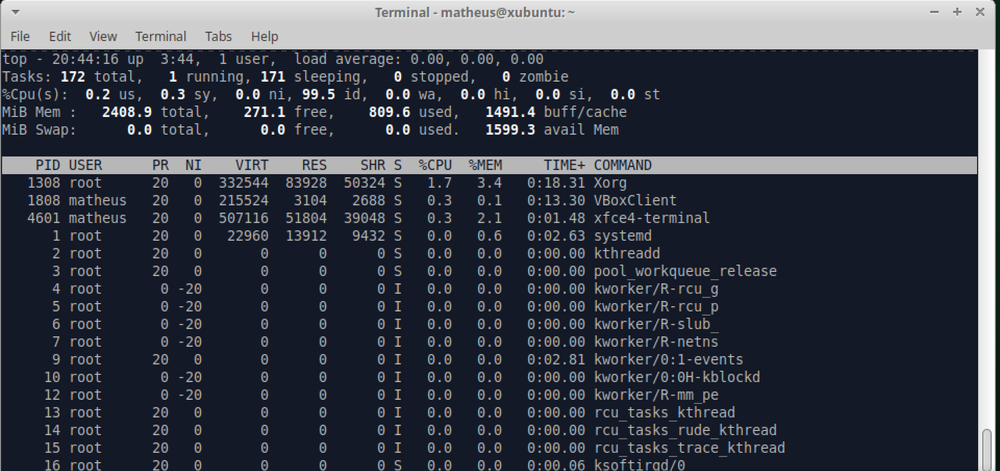 Terminal - matheus@xubuntu: ~
File Edit View Terminal Tabs Help
top - 20:44:16 up  3:44,  1 user,  load average: 0.00, 0.00, 0.00
Tasks: 172 total,   1 running, 171 sleeping,   0 stopped,   0 zombie
%Cpu(s):  0.2 us,  0.3 sy,  0.0 ni, 99.5 id,  0.0 wa,  0.0 hi,  0.0 si,  0.0 st
MiB Mem :   2408.9 total,    271.1 free,    809.6 used,   1491.4 buff/cache
MiB Swap:      0.0 total,      0.0 free,      0.0 used.   1599.3 avail Mem
PID USER      PR  NI    VIRT    RES    SHR S  %CPU  %MEM     TIME+ COMMAND
1308 root      20   0  332544  83928  50324 S   1.7   3.4   0:18.31 Xorg
1808 matheus   20   0  215524   3104   2688 S   0.3   0.1   0:13.30 VBoxClient
4601 matheus   20   0  507116  51804  39048 S   0.3   2.1   0:01.48 xfce4-terminal
1 root      20   0   22960  13912   9432 S   0.0   0.6   0:02.63 systemd
2 root      20   0       0      0      0 S   0.0   0.0   0:00.00 kthreadd
3 root      20   0       0      0      0 S   0.0   0.0   0:00.00 pool_workqueue_release
4 root       0 -20       0      0      0 I   0.0   0.0   0:00.00 kworker/R-rcu_g
5 root       0 -20       0      0      0 I   0.0   0.0   0:00.00 kworker/R-rcu_p
6 root       0 -20       0      0      0 I   0.0   0.0   0:00.00 kworker/R-slub_
7 root       0 -20       0      0      0 I   0.0   0.0   0:00.00 kworker/R-netns
9 root      20   0       0      0      0 I   0.0   0.0   0:02.81 kworker/0:1-events
10 root       0 -20       0      0      0 I   0.0   0.0   0:00.00 kworker/0:0H-kblockd
12 root       0 -20       0      0      0 I   0.0   0.0   0:00.00 kworker/R-mm_pe
13 root      20   0       0      0      0 I   0.0   0.0   0:00.00 rcu_tasks_kthread
14 root      20   0       0      0      0 I   0.0   0.0   0:00.00 rcu_tasks_rude_kthread
15 root      20   0       0      0      0 I   0.0   0.0   0:00.00 rcu_tasks_trace_kthread
16 root      20   0       0      0      0 S   0.0   0.0   0:00.06 ksoftirqd/0